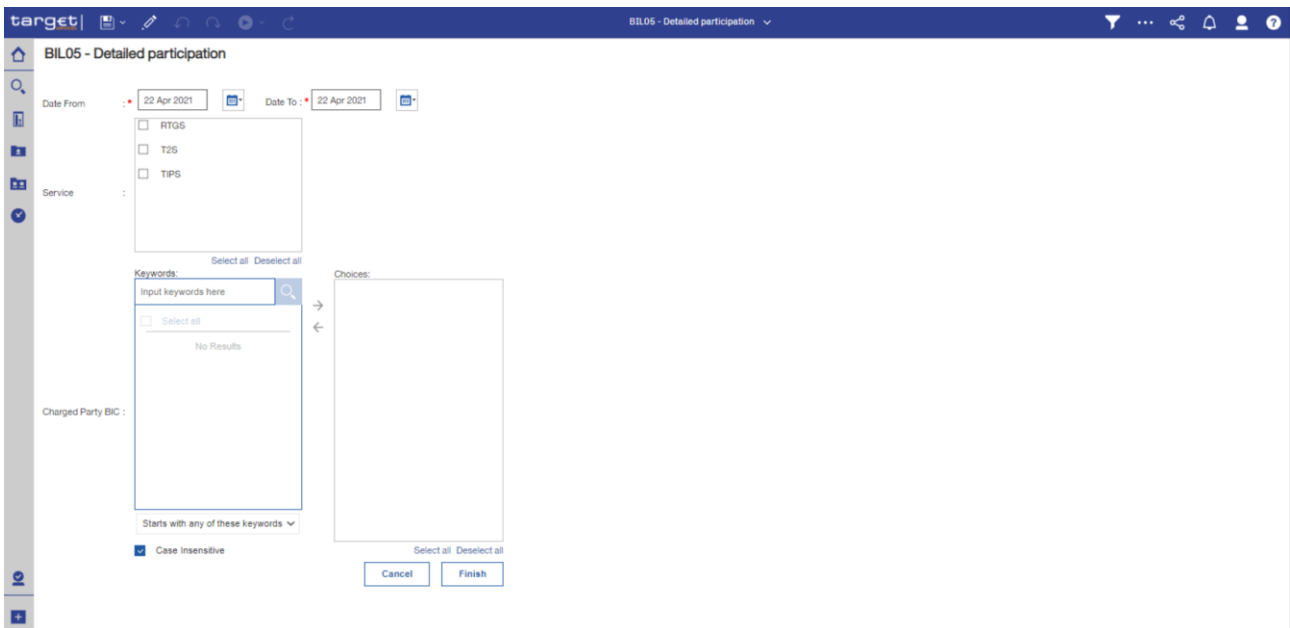 target|
BIL05 - Detailed participation
BIL05 - Detailed participation
Date From : * 22 Apr 2021 Date To : * 22 Apr 2021
RTGS
T2S
TIPS
Service :
Select all Deselect all
Keywords: Choices:
Input keywords here
Select all
No Results
Charged Party BIC :
Starts with any of these keywords
Case Insensitive
Select all Deselect all
Cancel Finish